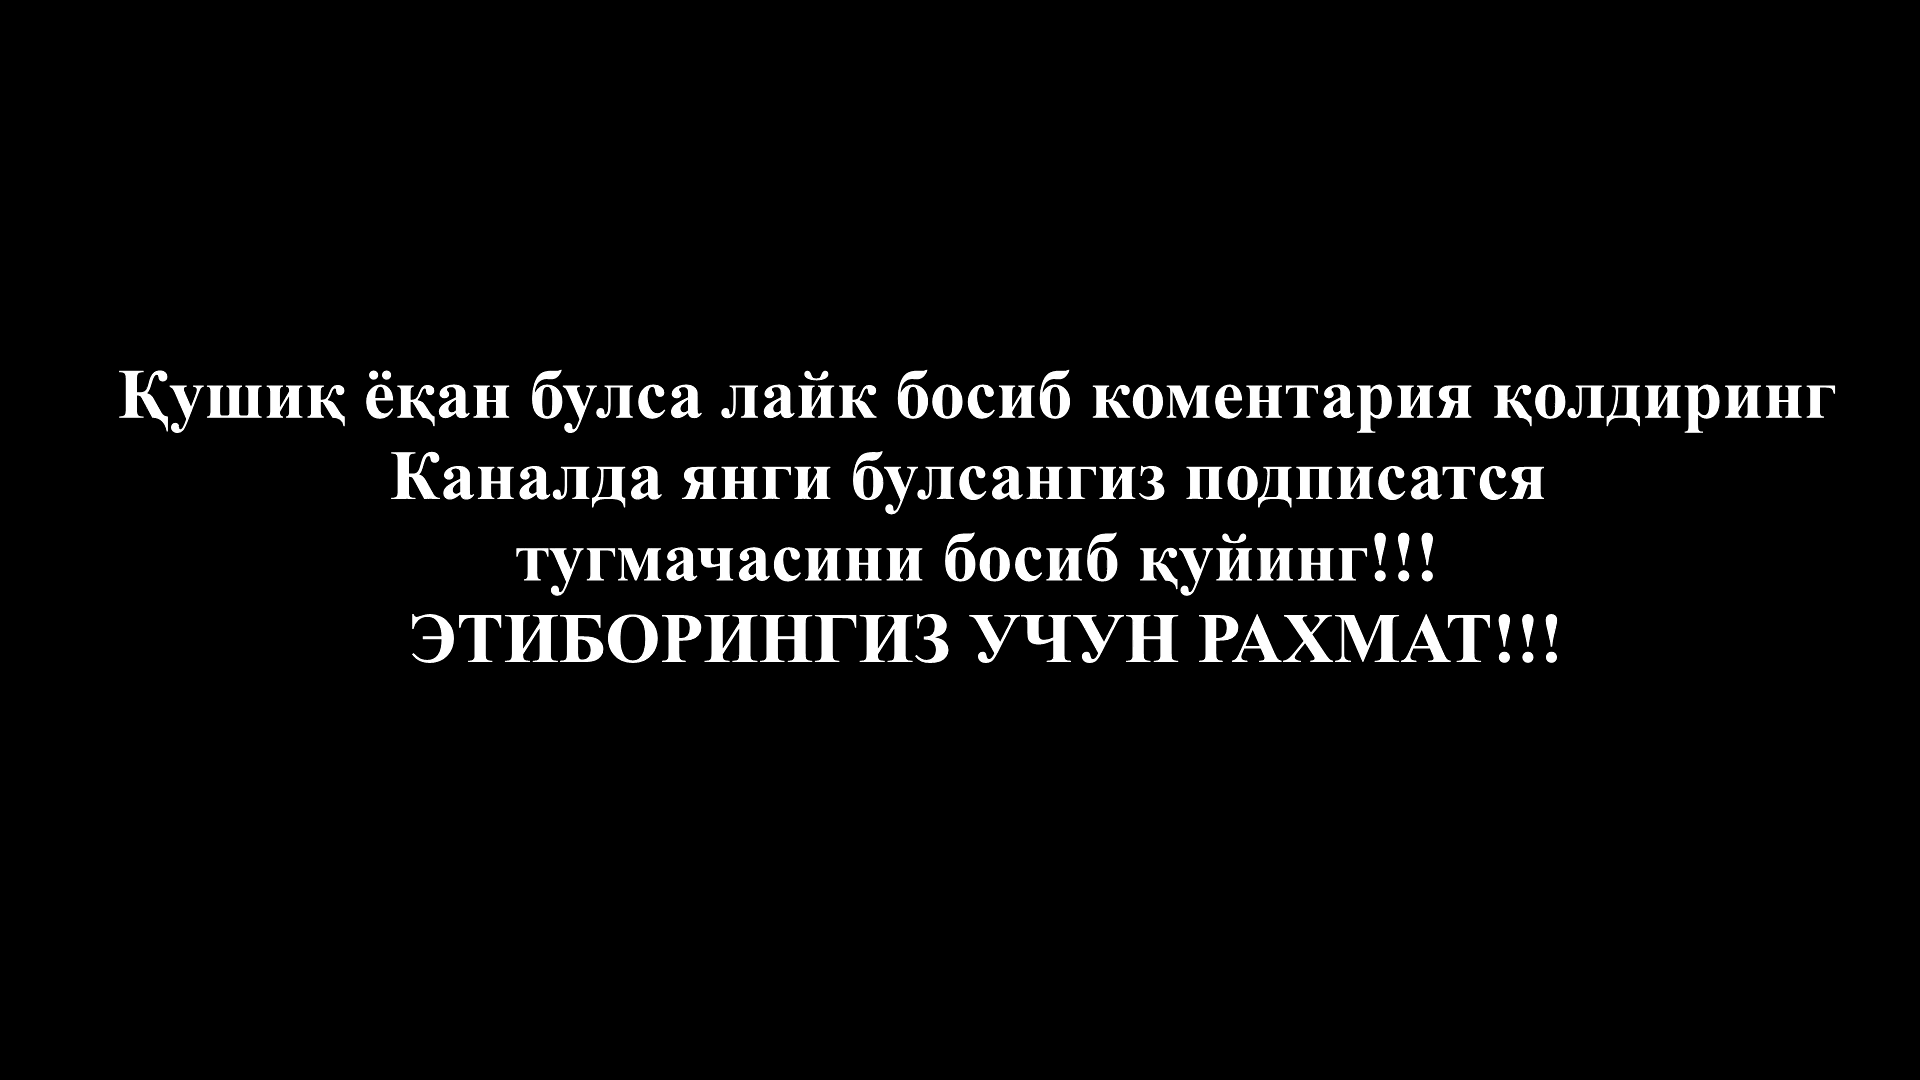 Қушиқ ёқан булса лайк босиб коментария қолдиринг
Каналда янги булсангиз подписатся
тугмачасини босиб қуйинг!!!
ЭТИБОРИНГИЗ УЧУН РАХМАТ!!!